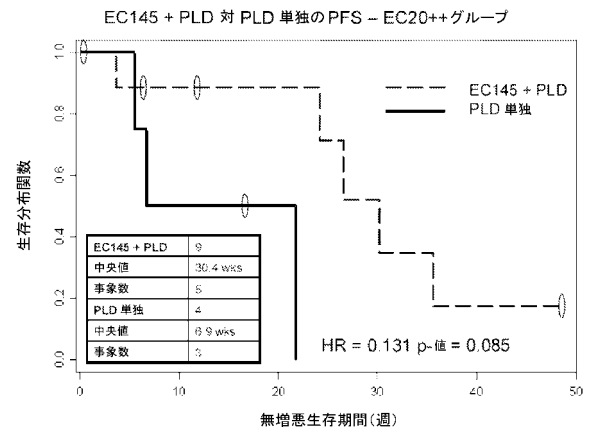 EC145 + PLD 対 PLD 単独のPFS – EC20++グループ
EC145 + PLD
PLD 単独
生存分布関数
1.0
0.8
0.6
0.4
0.2
0.0
EC145 + PLD 9
中央値 30.4 wks
事象数 5
PLD 単独 4
中央値 6.9 wks
事象数 3
HR = 0.131 p-値 = 0.085
0 10 20 30 40 50
無増悪生存期間(週)